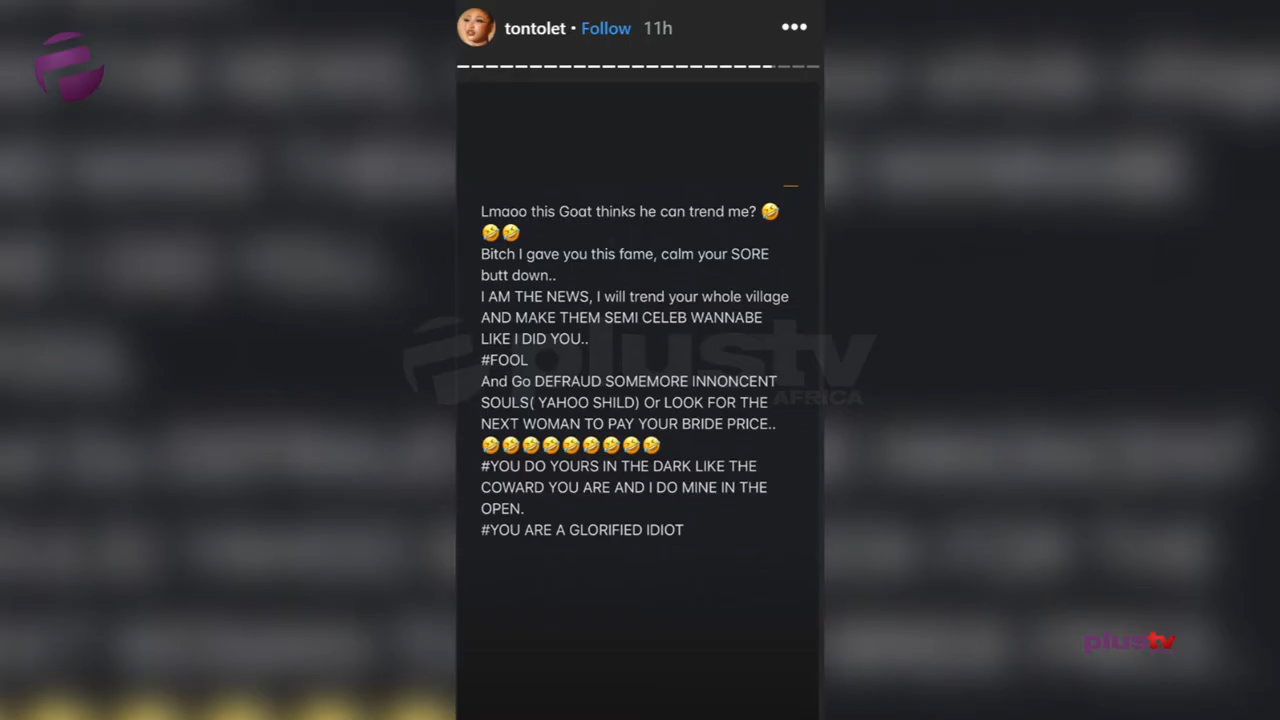 tontolet • Follow 11h
Lmaoo this Goat thinks he can trend me? 🤣
🤣🤣
Bitch I gave you this fame, calm your SORE
butt down..
I AM THE NEWS, I will trend your whole village
AND MAKE THEM SEMI CELEB WANNABE
LIKE I DID YOU..
#FOOL
And Go DEFRAUD SOMEMORE INNONCENT
SOULS( YAHOO SHILD) Or LOOK FOR THE
NEXT WOMAN TO PAY YOUR BRIDE PRICE..
🤣🤣🤣🤣🤣🤣🤣🤣🤣
#YOU DO YOURS IN THE DARK LIKE THE
COWARD YOU ARE AND I DO MINE IN THE
OPEN.
#YOU ARE A GLORIFIED IDIOT
plustv
AFRICA
plustv